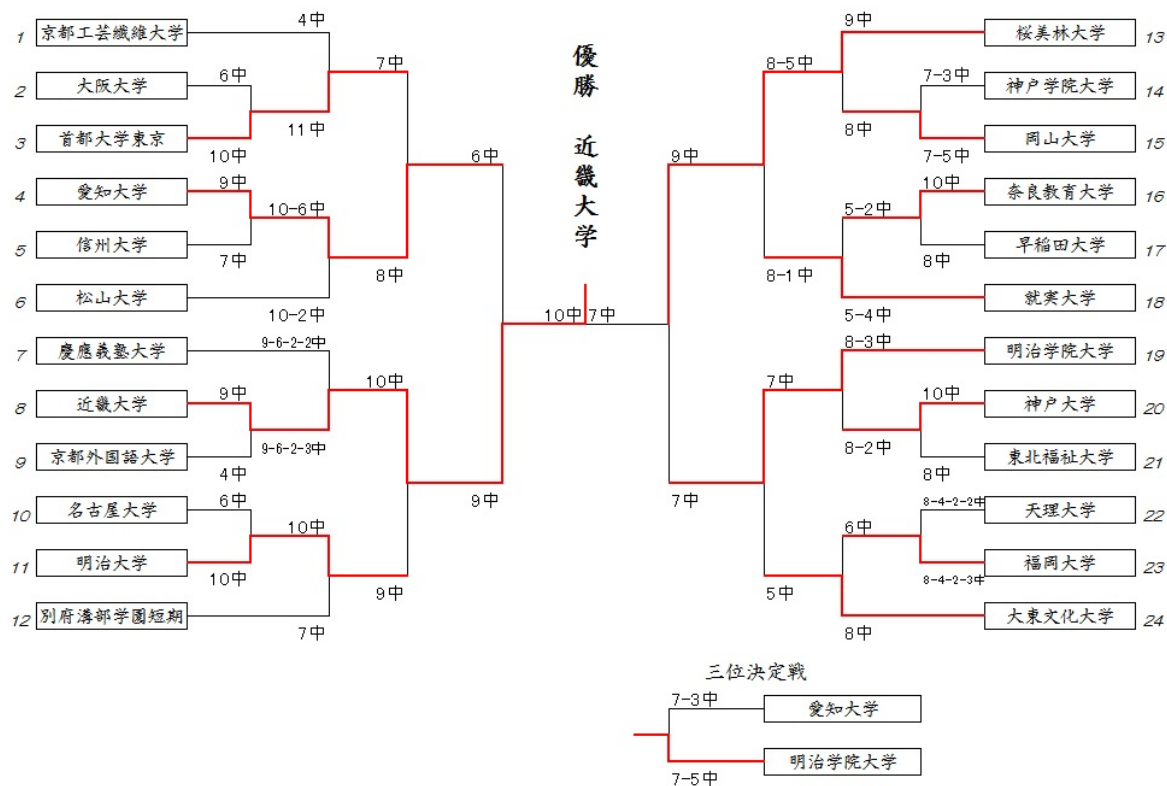 優勝 近畿大学
1 京都工芸繊維大学 4中
2 大阪大学 6中
3 首都大学東京 10中
4 愛知大学 9中
5 信州大学 7中
6 松山大学 10-2中
7 慶應義塾大学 9-6-2-2中
8 近畿大学 9中
9 京都外国語大学 4中
10 名古屋大学 6中
11 明治大学 10中
12 別府溝部学園短期 7中
11中
10-6中
9-6-2-3中
10中
7中
8中
10中
9中
6中
9中
10中 7中
9中
7中
8-5中
8-1中
7中
5中
8中
5-2中
8-2中
6中
9中 桜美林大学 13
7-3中 神戸学院大学 14
7-5中 岡山大学 15
10中 奈良教育大学 16
8中 早稲田大学 17
5-4中 就実大学 18
8-3中 明治学院大学 19
10中 神戸大学 20
8中 東北福祉大学 21
8-4-2-2中 天理大学 22
8-4-2-3中 福岡大学 23
8中 大東文化大学 24
三位決定戦
7-3中 愛知大学
7-5中 明治学院大学